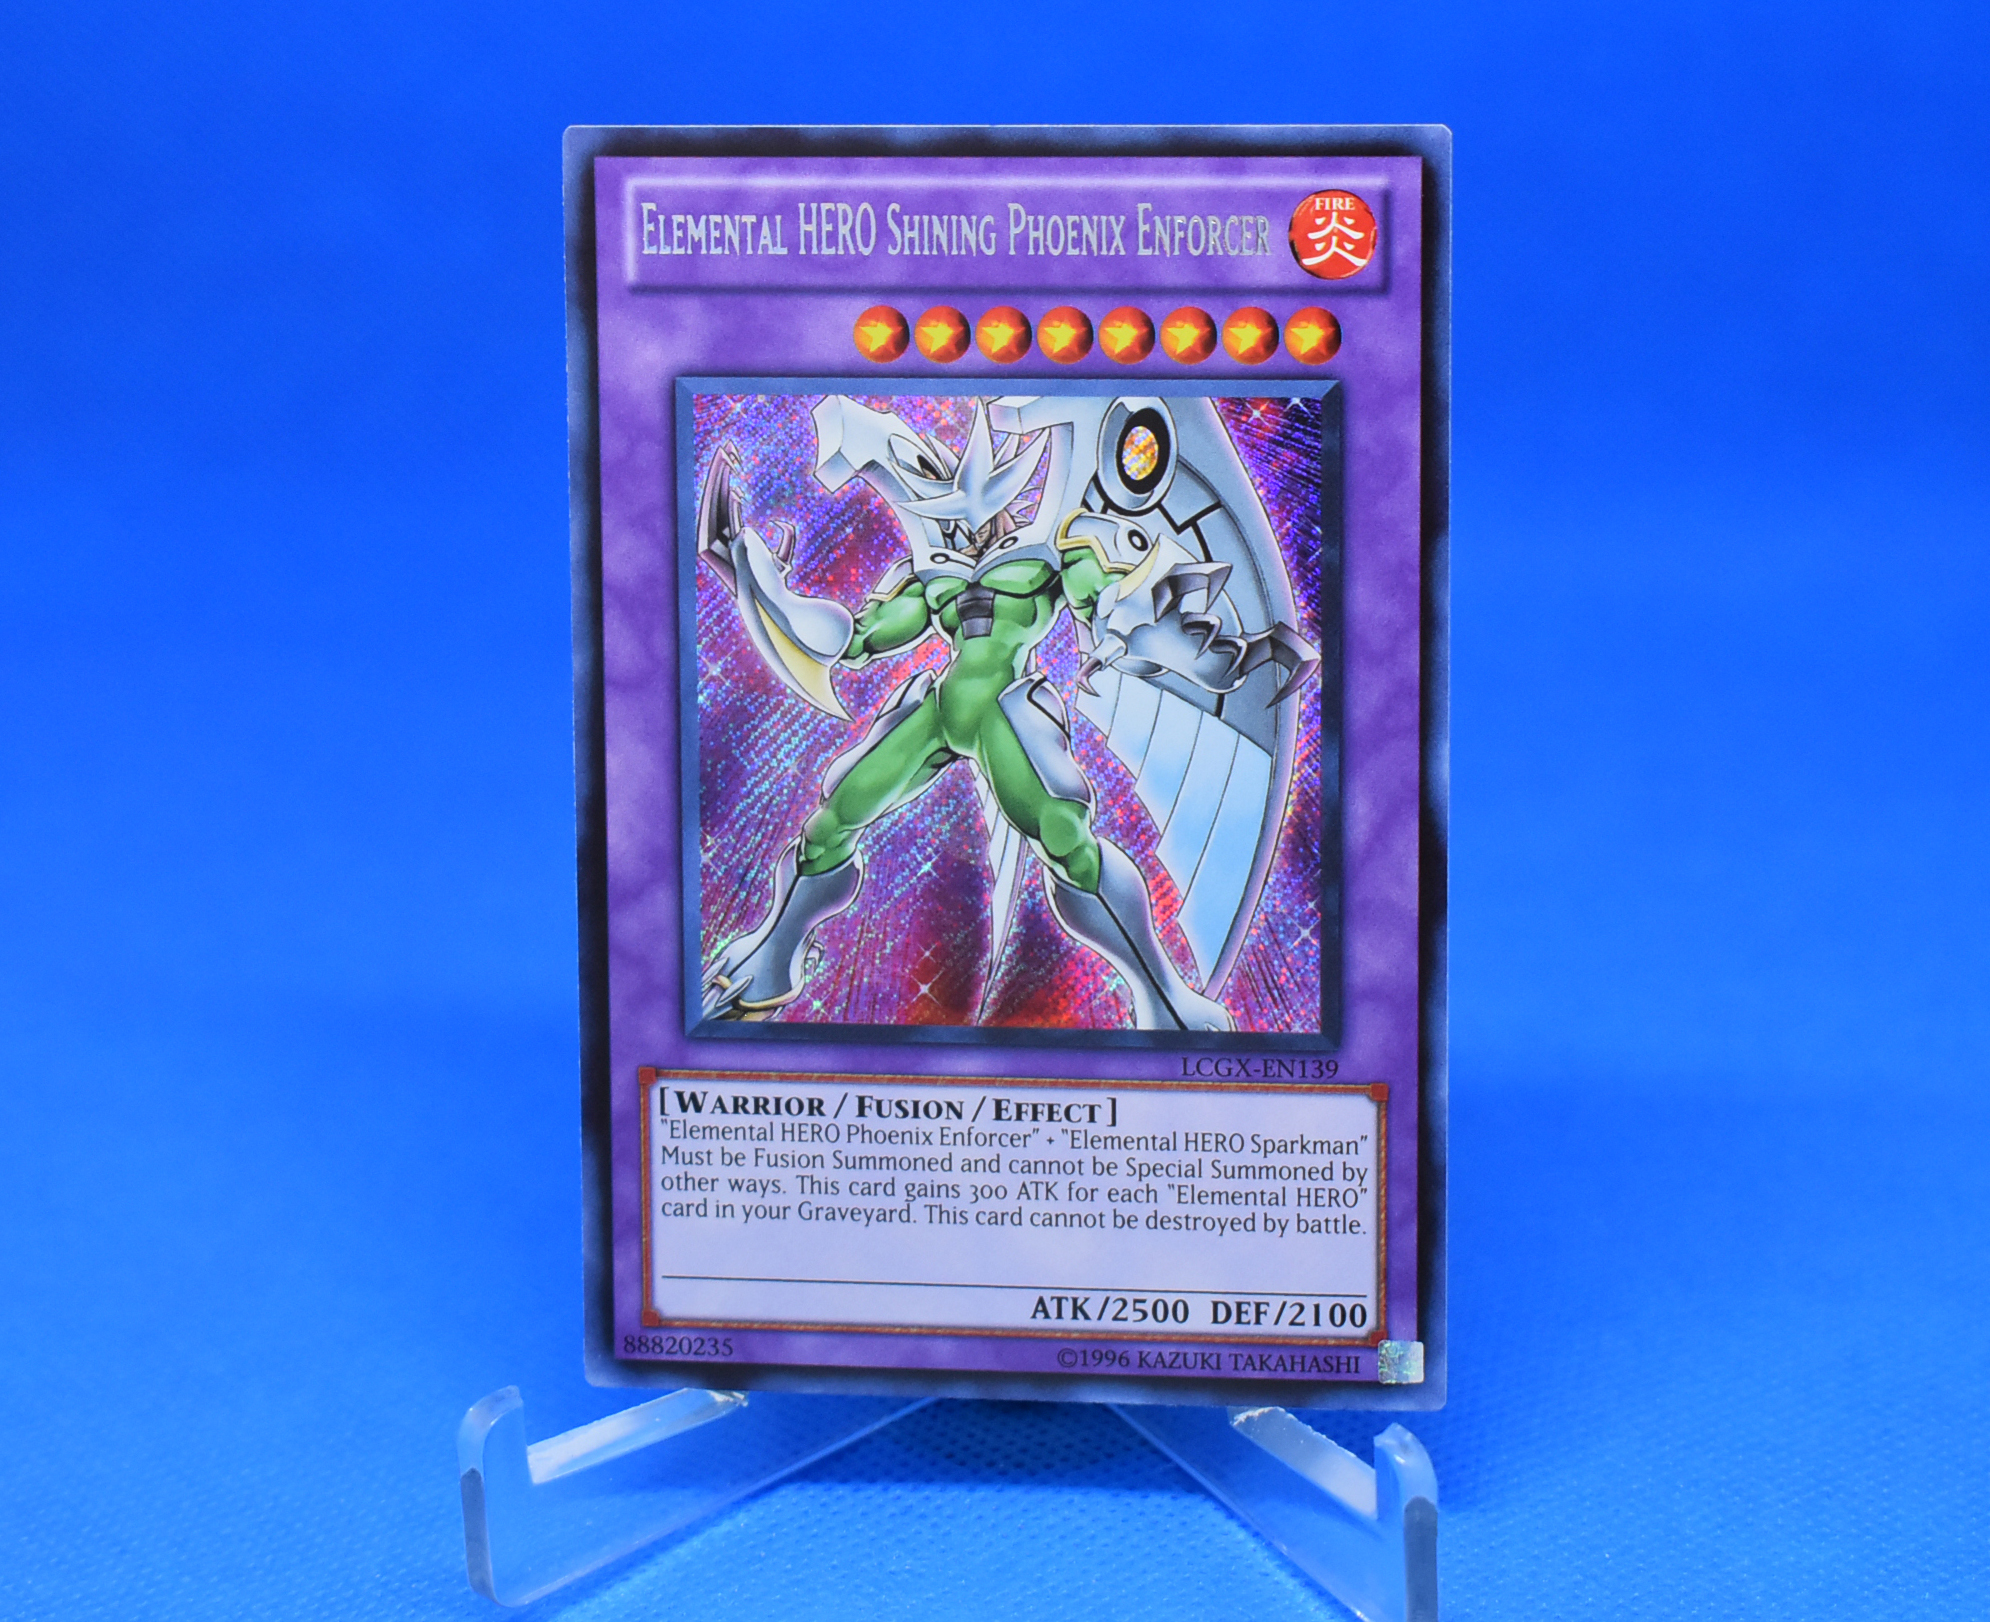 Elemental HERO Shining Phoenix Enforcer
FIRE
炎
LCGX-EN139
[Warrior / Fusion / Effect]
"Elemental HERO Phoenix Enforcer" + "Elemental HERO Sparkman"
Must be Fusion Summoned and cannot be Special Summoned by
other ways. This card gains 300 ATK for each "Elemental HERO"
card in your Graveyard. This card cannot be destroyed by battle.
ATK/2500 DEF/2100
88820235
©1996 KAZUKI TAKAHASHI